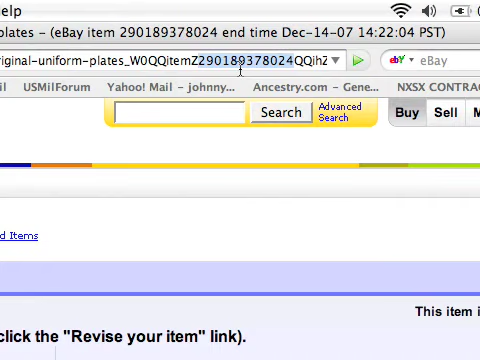 elp
plates – (eBay item 290189378024 end time Dec-14-07 14:22:04 PST)
riginal-uniform-plates_W0QQitemZ290189378024QQihZ
ebY eBay
il USMilForum Yahoo! Mail – johnny... Ancestry.com – Gene... NXSX CONTRAC
Search Advanced Search
Buy Sell M
d Items
This item i
click the "Revise your item" link).